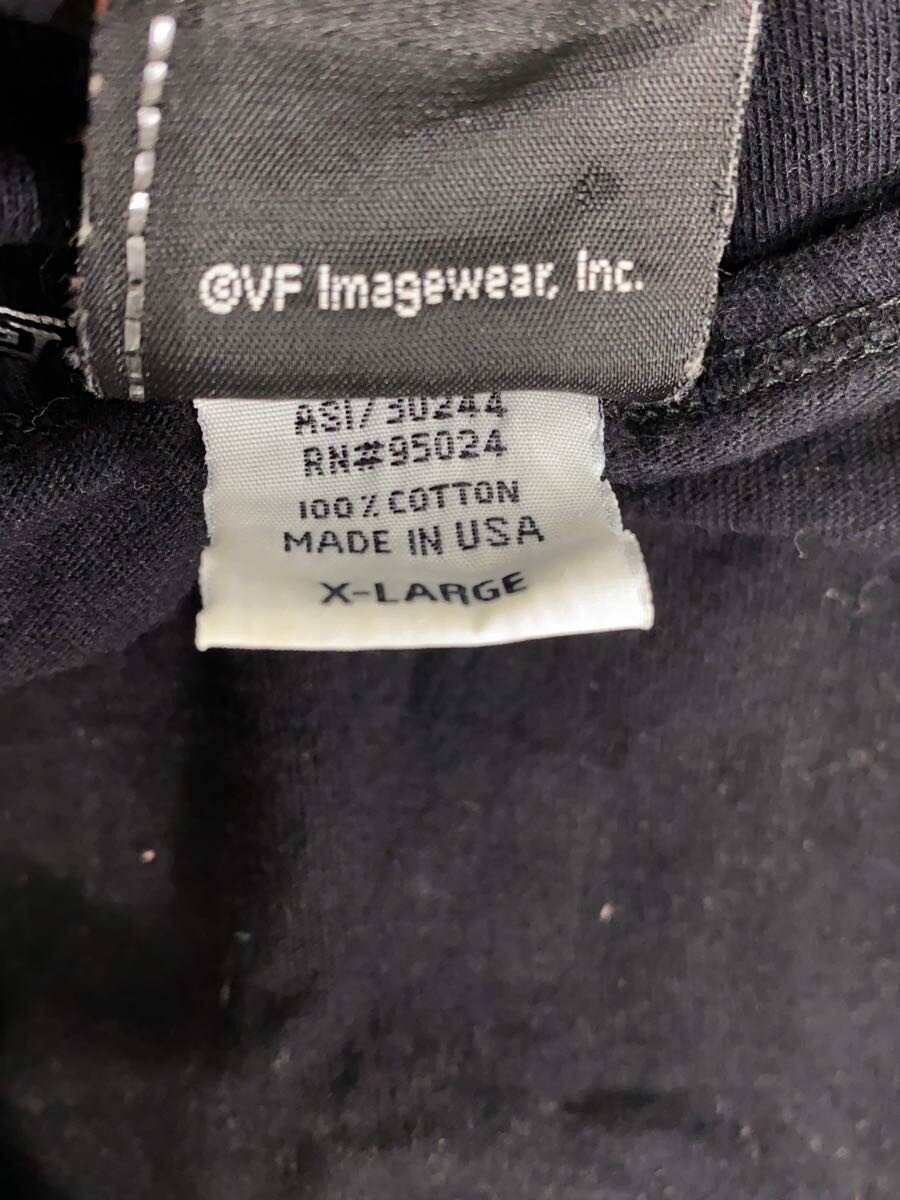 ©VF Imagewear, Inc.
ASI/30244
RN#95024
100% COTTON
MADE IN USA
X-LARGE